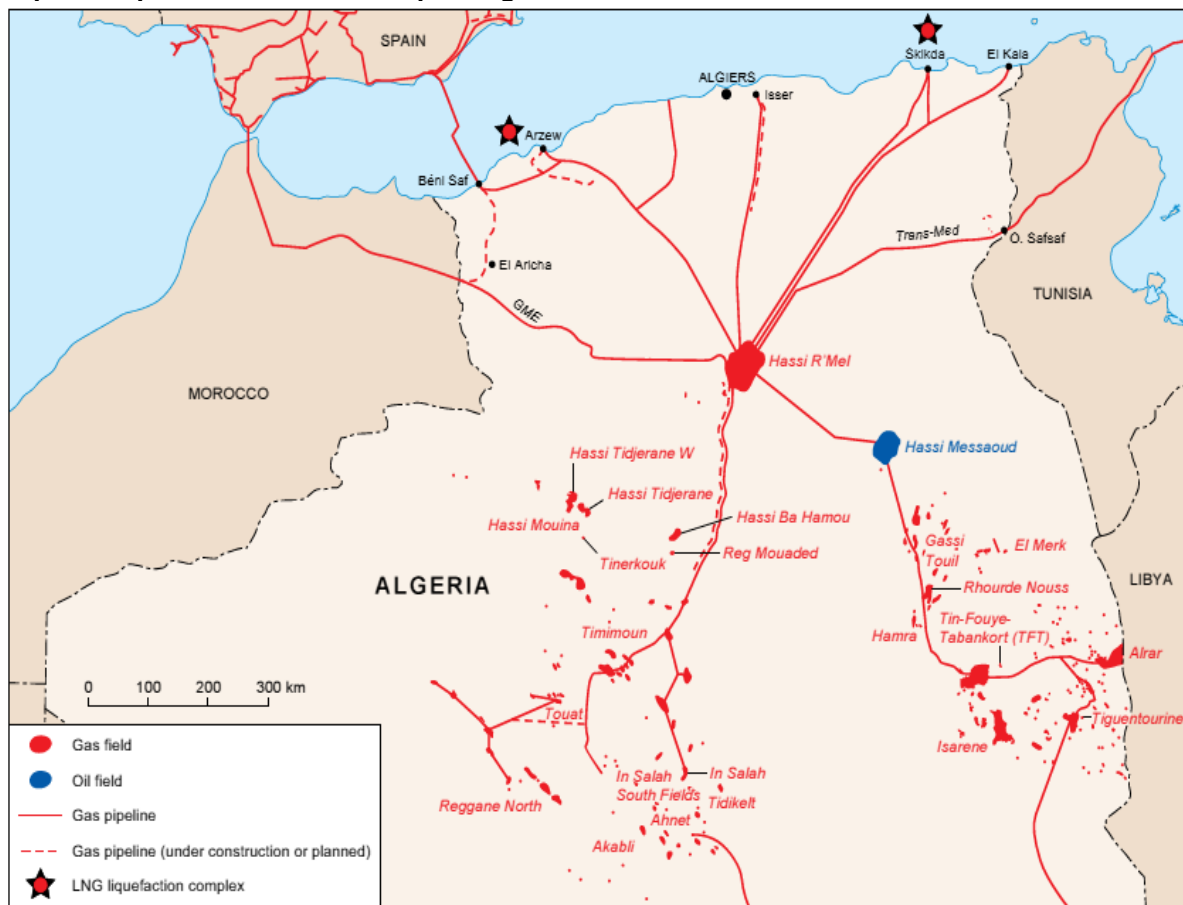 SPAIN
Skikda
El Kala
ALGIERS
Isser
Arzew
Béni Saf
Trans-Med
O. Safsaf
El Aricha
TUNISIA
GME
Hassi R'Mel
MOROCCO
Hassi Messaoud
Hassi Tidjerane W
Hassi Tidjerane
Hassi Mouina
Hassi Ba Hamou
Gassi
Touil
El Merk
Tinerkouk
Reg Mouaded
ALGERIA
Rhourde Nouss
LIBYA
Tin-Fouye-
Tabankort (TFT)
Timimoun
Hamra
Alrar
0 100 200 300 km
Touat
Tiguentourine
Isarene
In Salah
South Fields
In Salah
Tidikelt
Reggane North
Ahnet
Akabli
Gas field
Oil field
Gas pipeline
Gas pipeline (under construction or planned)
LNG liquefaction complex